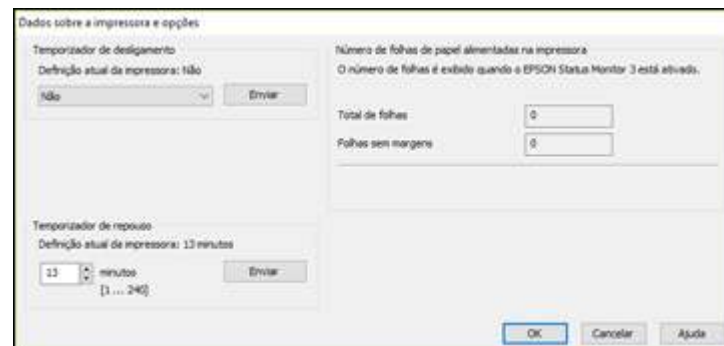 Dados sobre a impressora e opções
Temporizador de desligamento
Definição atual da impressora: Não
Não
Enviar
Número de folhas de papel alimentadas na impressora
O número de folhas é exibido quando o EPSON Status Monitor 3 está ativado.
Total de folhas
0
Folhas sem margens
0
Temporizador de repouso
Definição atual da impressora: 13 minutos
13
minutos
Enviar
[1 ... 240]
OK
Cancelar
Ajuda